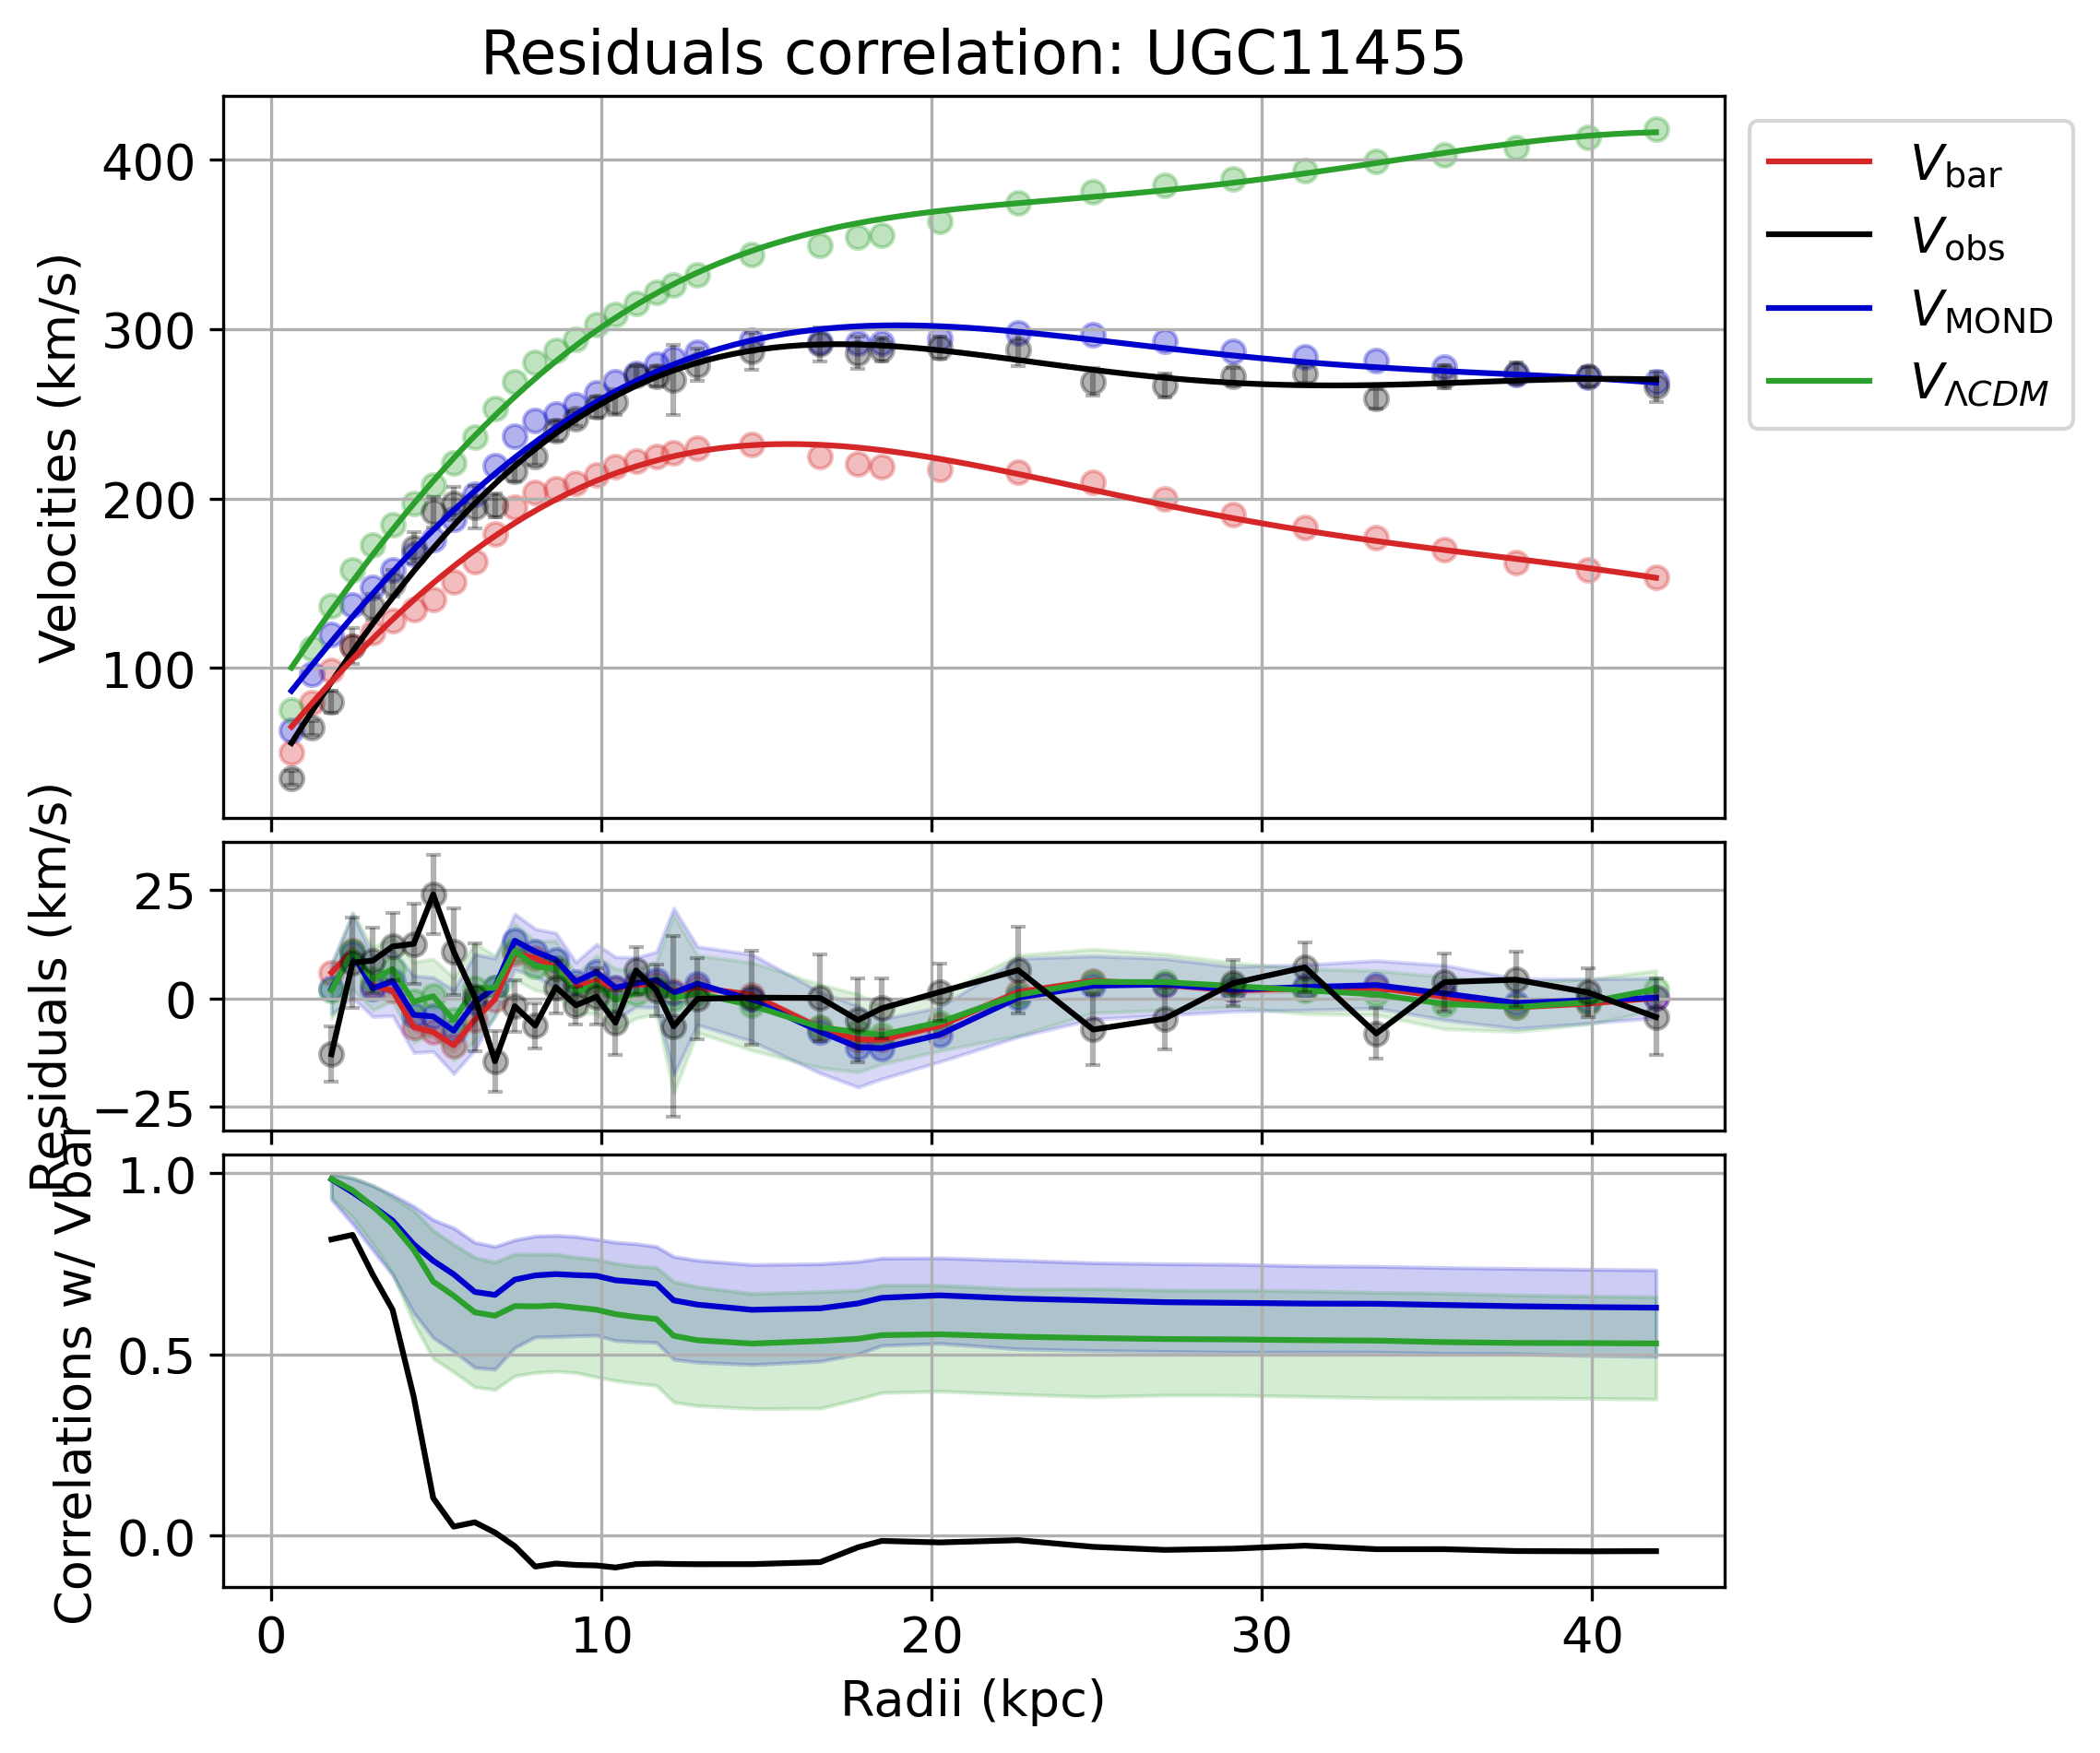 Residuals correlation: UGC11455
Velocities (km/s)
400
300
200
100
V_bar
V_obs
V_MOND
V_ΛCDM
Residuals (km/s)
25
0
−25
Correlations w/ Vbar
1.0
0.5
0.0
0 10 20 30 40
Radii (kpc)